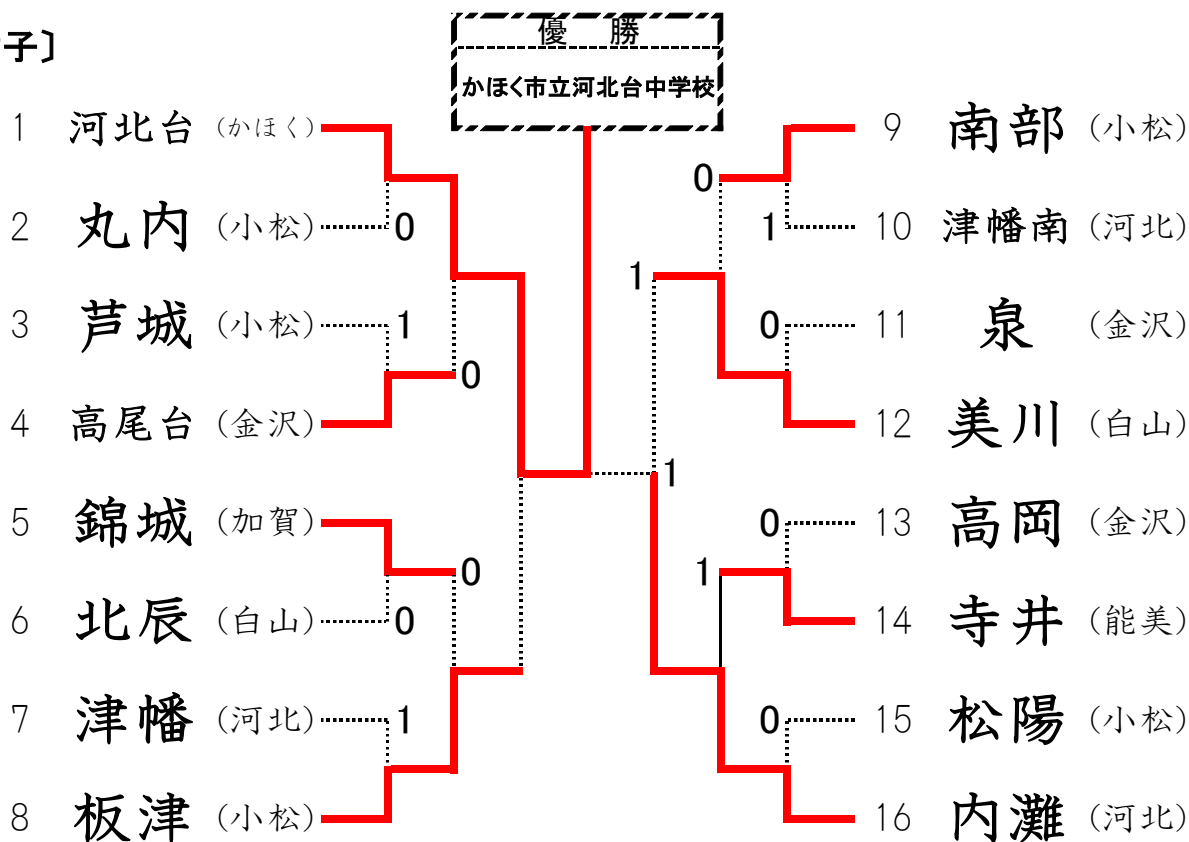 子〕
優　勝
かほく市立河北台中学校
1 河北台 (かほく)
0
2 丸内 (小松)
3 芦城 (小松)
1
0
4 高尾台 (金沢)
5 錦城 (加賀)
0
6 北辰 (白山)
0
7 津幡 (河北)
1
8 板津 (小松)
9 南部 (小松)
0
1
10 津幡南 (河北)
1
0
11 泉 (金沢)
12 美川 (白山)
1
0
13 高岡 (金沢)
1
14 寺井 (能美)
0
15 松陽 (小松)
16 内灘 (河北)